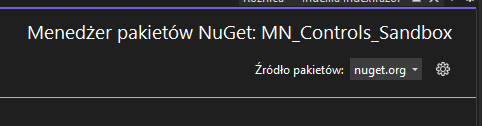 Menedżer pakietów NuGet: MN_Controls_Sandbox
Źródło pakietów: nuget.org